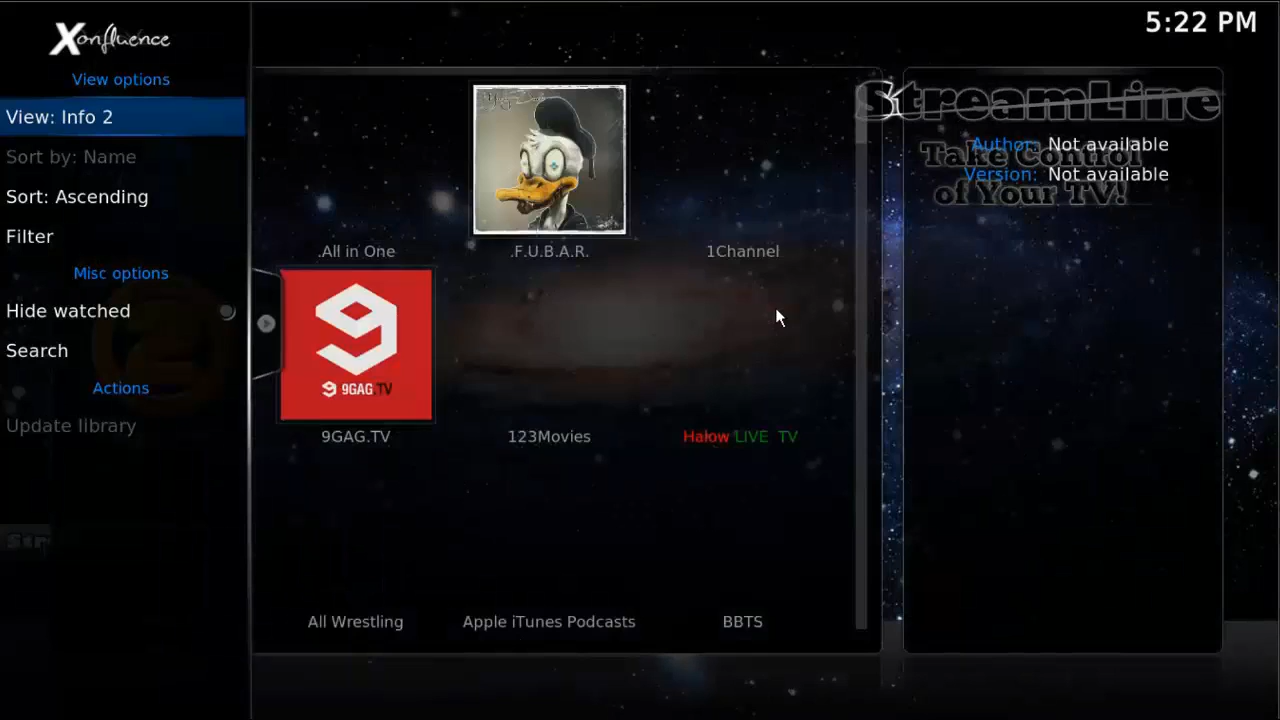 5:22 PM
Xonfluence
View options
View: Info 2
Sort by: Name
Sort: Ascending
Filter
Misc options
Hide watched
Search
Actions
Update library
.All in One
.F.U.B.A.R.
1Channel
9GAG.TV
9GAG.TV
123Movies
Halow LIVE TV
All Wrestling
Apple iTunes Podcasts
BBTS
StreamLine
Author: Not available
Take Control
Version: Not available
of Your TV!